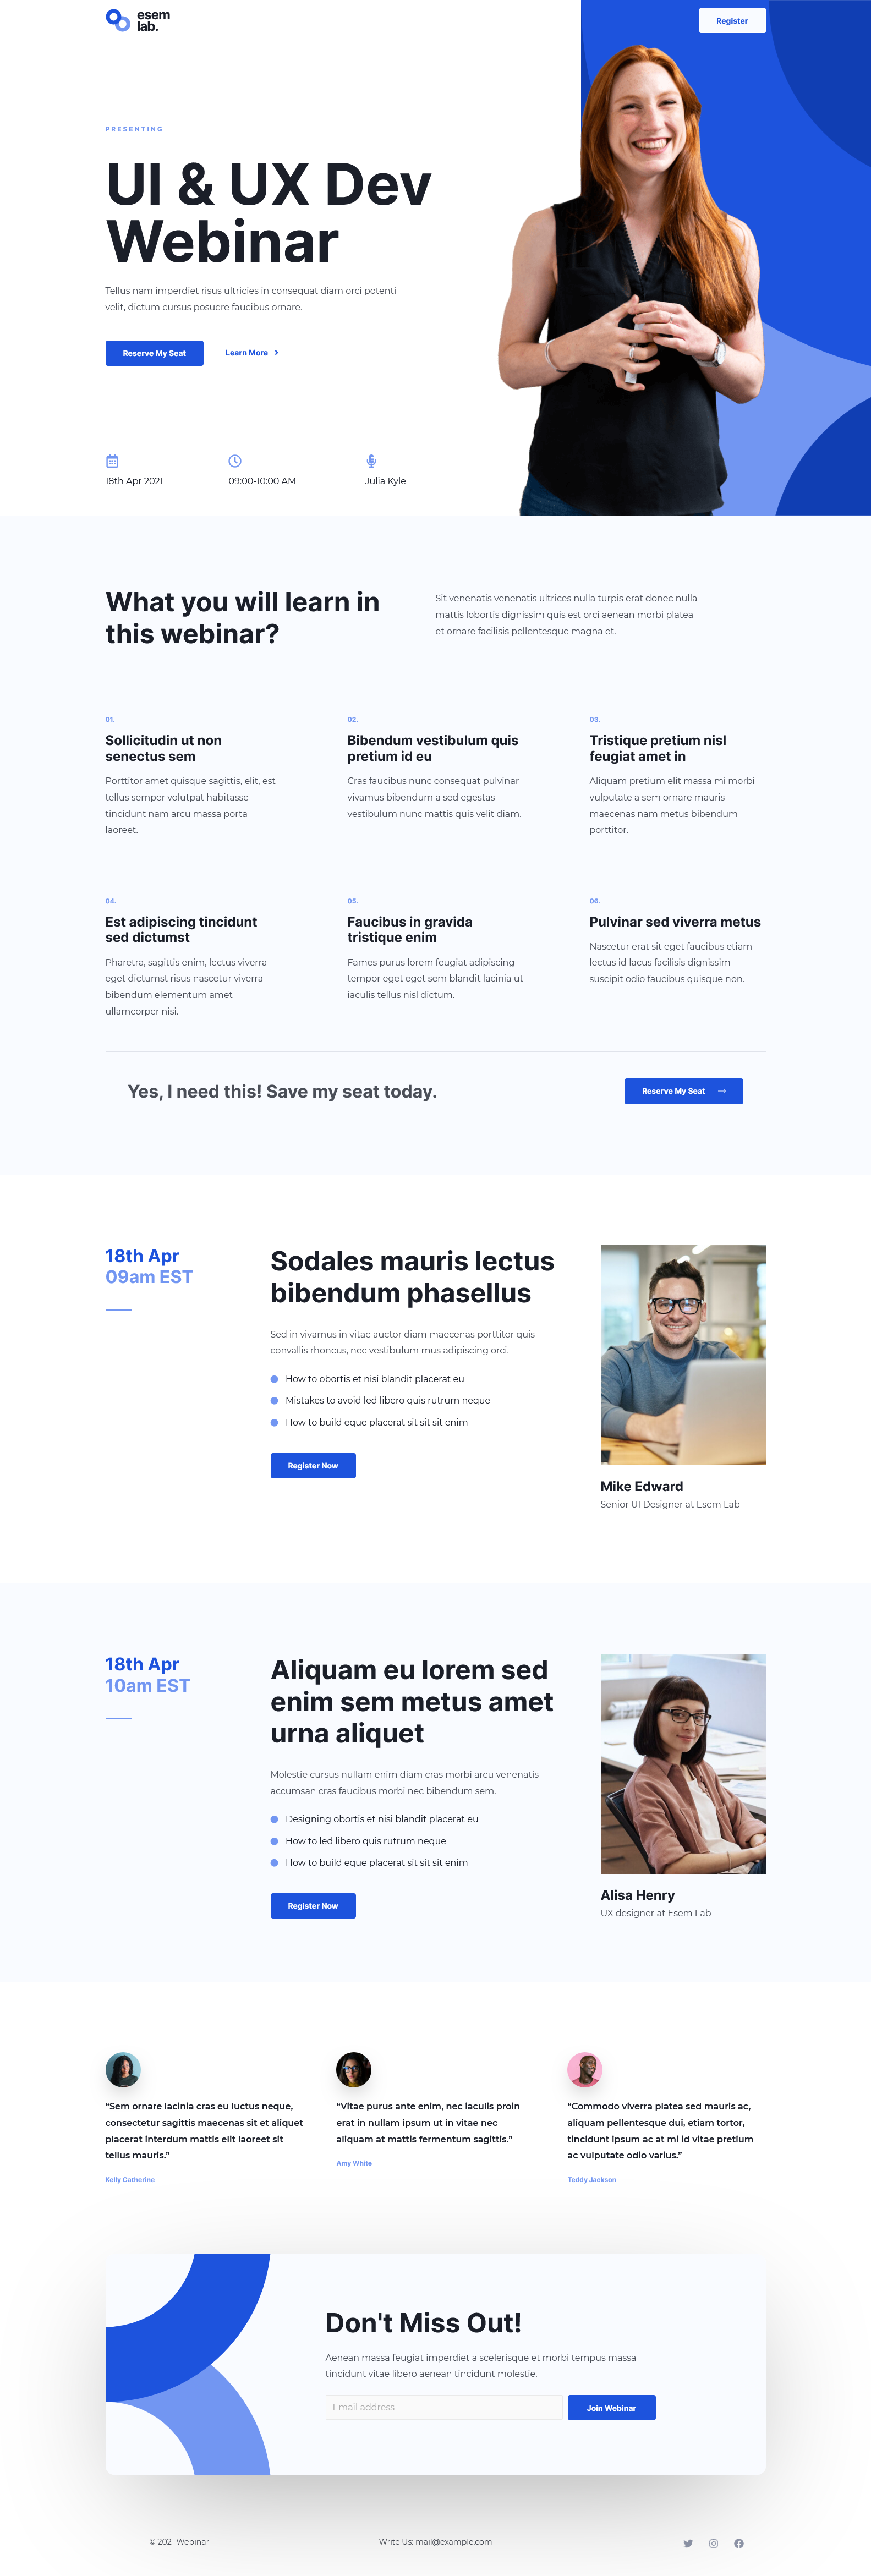 esem
lab.
Register
PRESENTING
UI & UX Dev
Webinar
Tellus nam imperdiet risus ultricies in consequat diam orci potenti
velit, dictum cursus posuere faucibus ornare.
Reserve My Seat
Learn More
18th Apr 2021
09:00-10:00 AM
Julia Kyle
What you will learn in
this webinar?
Sit venenatis venenatis ultrices nulla turpis erat donec nulla
mattis lobortis dignissim quis est orci aenean morbi platea
et ornare facilisis pellentesque magna et.
01.
Sollicitudin ut non
senectus sem
Porttitor amet quisque sagittis, elit, est
tellus semper volutpat habitasse
tincidunt nam arcu massa porta
laoreet.
02.
Bibendum vestibulum quis
pretium id eu
Cras faucibus nunc consequat pulvinar
vivamus bibendum a sed egestas
vestibulum nunc mattis quis velit diam.
03.
Tristique pretium nisl
feugiat amet in
Aliquam pretium elit massa mi morbi
vulputate a sem ornare mauris
maecenas nam metus bibendum
porttitor.
04.
Est adipiscing tincidunt
sed dictumst
Pharetra, sagittis enim, lectus viverra
eget dictumst risus nascetur viverra
bibendum elementum amet
ullamcorper nisi.
05.
Faucibus in gravida
tristique enim
Fames purus lorem feugiat adipiscing
tempor eget eget sem blandit lacinia ut
iaculis tellus nisl dictum.
06.
Pulvinar sed viverra metus
Nascetur erat sit eget faucibus etiam
lectus id lacus facilisis dignissim
suscipit odio faucibus quisque non.
Yes, I need this! Save my seat today.
Reserve My Seat
18th Apr
09am EST
Sodales mauris lectus
bibendum phasellus
Sed in vivamus in vitae auctor diam maecenas porttitor quis
convallis rhoncus, nec vestibulum mus adipiscing orci.
How to obortis et nisi blandit placerat eu
Mistakes to avoid led libero quis rutrum neque
How to build eque placerat sit sit sit enim
Register Now
Mike Edward
Senior UI Designer at Esem Lab
18th Apr
10am EST
Aliquam eu lorem sed
enim sem metus amet
urna aliquet
Molestie cursus nullam enim diam cras morbi arcu venenatis
accumsan cras faucibus morbi nec bibendum sem.
Designing obortis et nisi blandit placerat eu
How to led libero quis rutrum neque
How to build eque placerat sit sit sit enim
Register Now
Alisa Henry
UX designer at Esem Lab
“Sem ornare lacinia cras eu luctus neque,
consectetur sagittis maecenas sit et aliquet
placerat interdum mattis elit laoreet sit
tellus mauris.”
Kelly Catherine
“Vitae purus ante enim, nec iaculis proin
erat in nullam ipsum ut in vitae nec
aliquam at mattis fermentum sagittis.”
Amy White
“Commodo viverra platea sed mauris ac,
aliquam pellentesque dui, etiam tortor,
tincidunt ipsum ac at mi id vitae pretium
ac vulputate odio varius.”
Teddy Jackson
Don't Miss Out!
Aenean massa feugiat imperdiet a scelerisque et morbi tempus massa
tincidunt vitae libero aenean tincidunt molestie.
Email address
Join Webinar
© 2021 Webinar
Write Us: mail@example.com